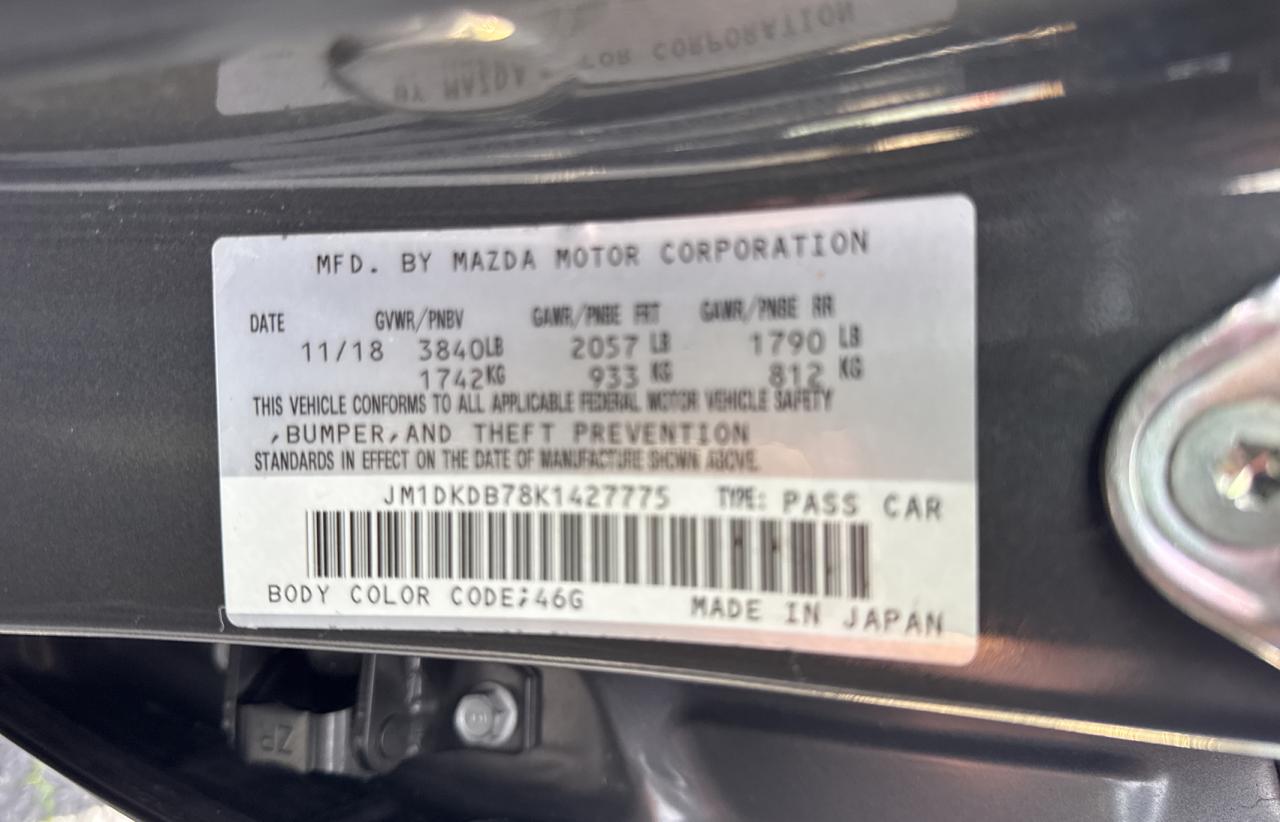 MFD. BY MAZDA MOTOR CORPORATION
DATE GVWR/PNBV GAWR/PNBE FRT GAWR/PNBE RR
11/18 3840LB 2057 LB 1790 LB
1742KG 933 KG 812 KG
THIS VEHICLE CONFORMS TO ALL APPLICABLE FEDERAL MOTOR VEHICLE SAFETY
,BUMPER,AND THEFT PREVENTION
STANDARDS IN EFFECT ON THE DATE OF MANUFACTURE SHOWN ABOVE.
JM1DKDB78K1427775 TYPE: PASS CAR
BODY COLOR CODE;46G MADE IN JAPAN